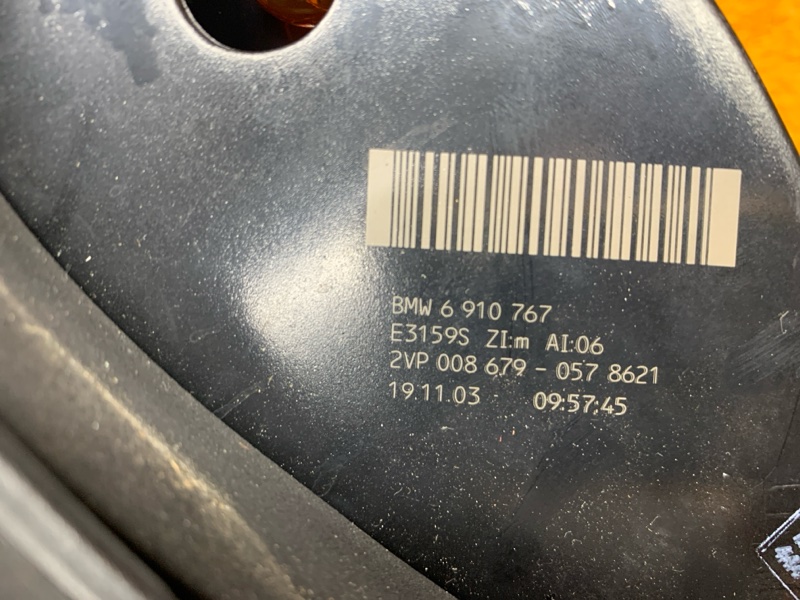 BMW 6 910 767
E3159S ZI:m AI:06
2VP 008 679 - 057 8621
19.11.03 09:57:45